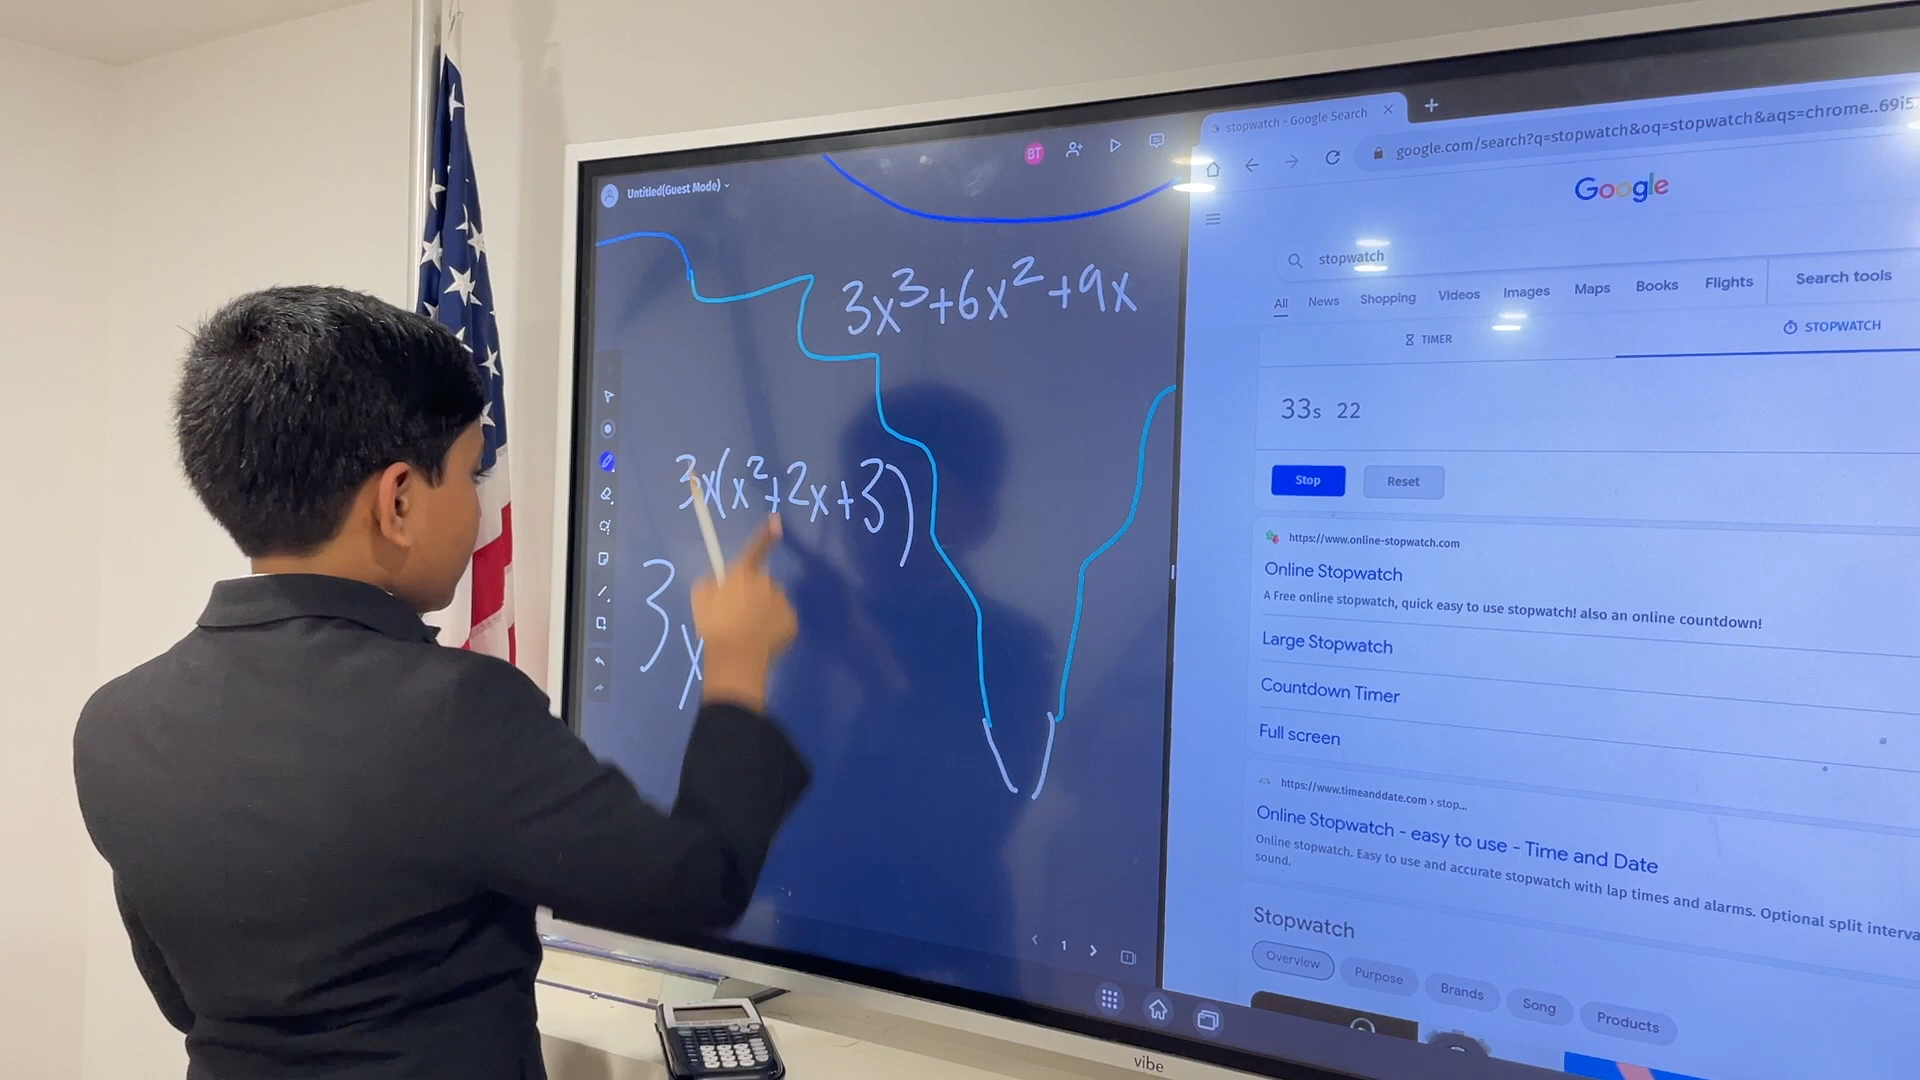 Untitled(Guest Mode)
BT
3x³+6x²+9x
3x(x²+2x+3)
3x
stopwatch - Google Search
google.com/search?q=stopwatch&oq=stopwatch&aqs=chrome..69i5
Google
stopwatch
All News Shopping Videos Images Maps Books Flights Search tools
TIMER STOPWATCH
33s 22
Stop Reset
https://www.online-stopwatch.com
Online Stopwatch
A Free online stopwatch, quick easy to use stopwatch! also an online countdown!
Large Stopwatch
Countdown Timer
Full screen
https://www.timeanddate.com › stop...
Online Stopwatch - easy to use - Time and Date
Online stopwatch. Easy to use and accurate stopwatch with lap times and alarms. Optional split interva
sound.
Stopwatch
Overview Purpose Brands Song Products
1
vibe